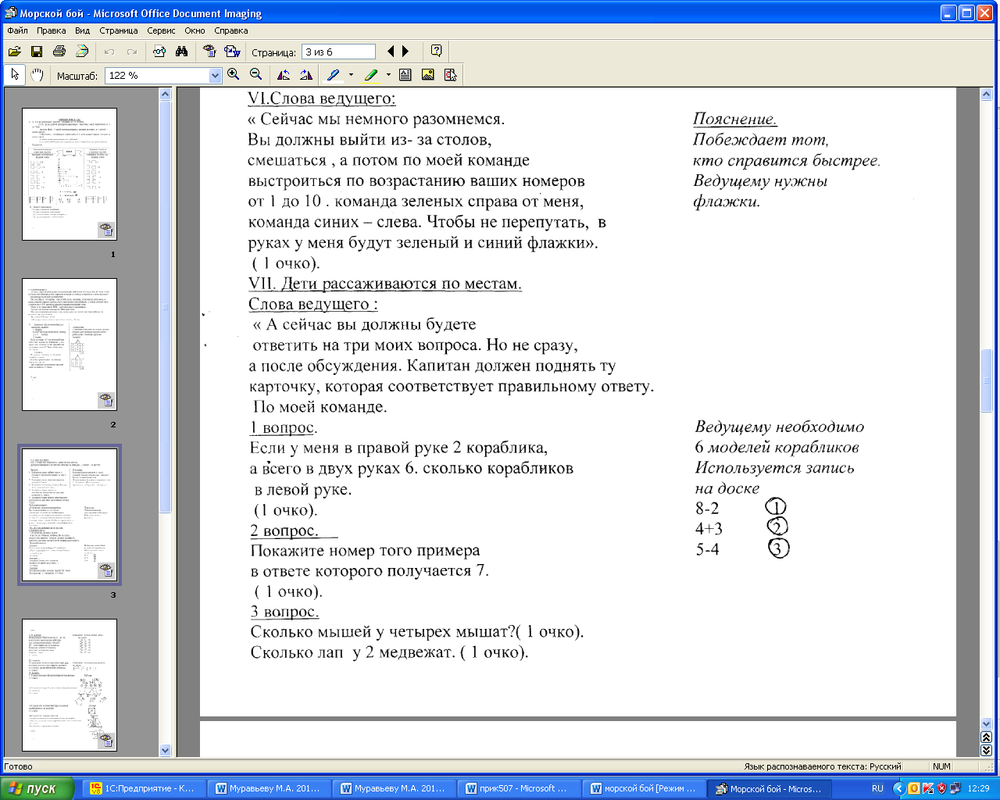 Морской бой - Microsoft Office Document Imaging
Файл Правка Вид Страница Сервис Окно Справка
Страница: 3 из 6
Масштаб: 122 %
1
2
3
VI.Слова ведущего:
« Сейчас мы немного разомнемся.
Вы должны выйти из- за столов,
смешаться , а потом по моей команде
выстроиться по возрастанию ваших номеров
от 1 до 10 . команда зеленых справа от меня,
команда синих – слева. Чтобы не перепутать, в
руках у меня будут зеленый и синий флажки».
( 1 очко).
Пояснение.
Побеждает тот,
кто справится быстрее.
Ведущему нужны
флажки.
VII. Дети рассаживаются по местам.
Слова ведущего :
« А сейчас вы должны будете
ответить на три моих вопроса. Но не сразу,
а после обсуждения. Капитан должен поднять ту
карточку, которая соответствует правильному ответу.
По моей команде.
1 вопрос.
Если у меня в правой руке 2 кораблика,
а всего в двух руках 6. сколько корабликов
в левой руке.
(1 очко).
2 вопрос.
Покажите номер того примера
в ответе которого получается 7.
( 1 очко).
3 вопрос.
Сколько мышей у четырех мышат?( 1 очко).
Сколько лап у 2 медвежат. ( 1 очко).
Ведущему необходимо
6 моделей корабликов
Используется запись
на доске
8-2 1
4+3 2
5-4 3
Готово
Язык распознаваемого текста: Русский NUM
пуск
1С:Предприятие - К...
Муравьеву М.А. 201...
Муравьеву М.А. 201...
прик507 - Microsoft ...
морской бой [Режим ...
Морской бой - Micros...
RU
12:29